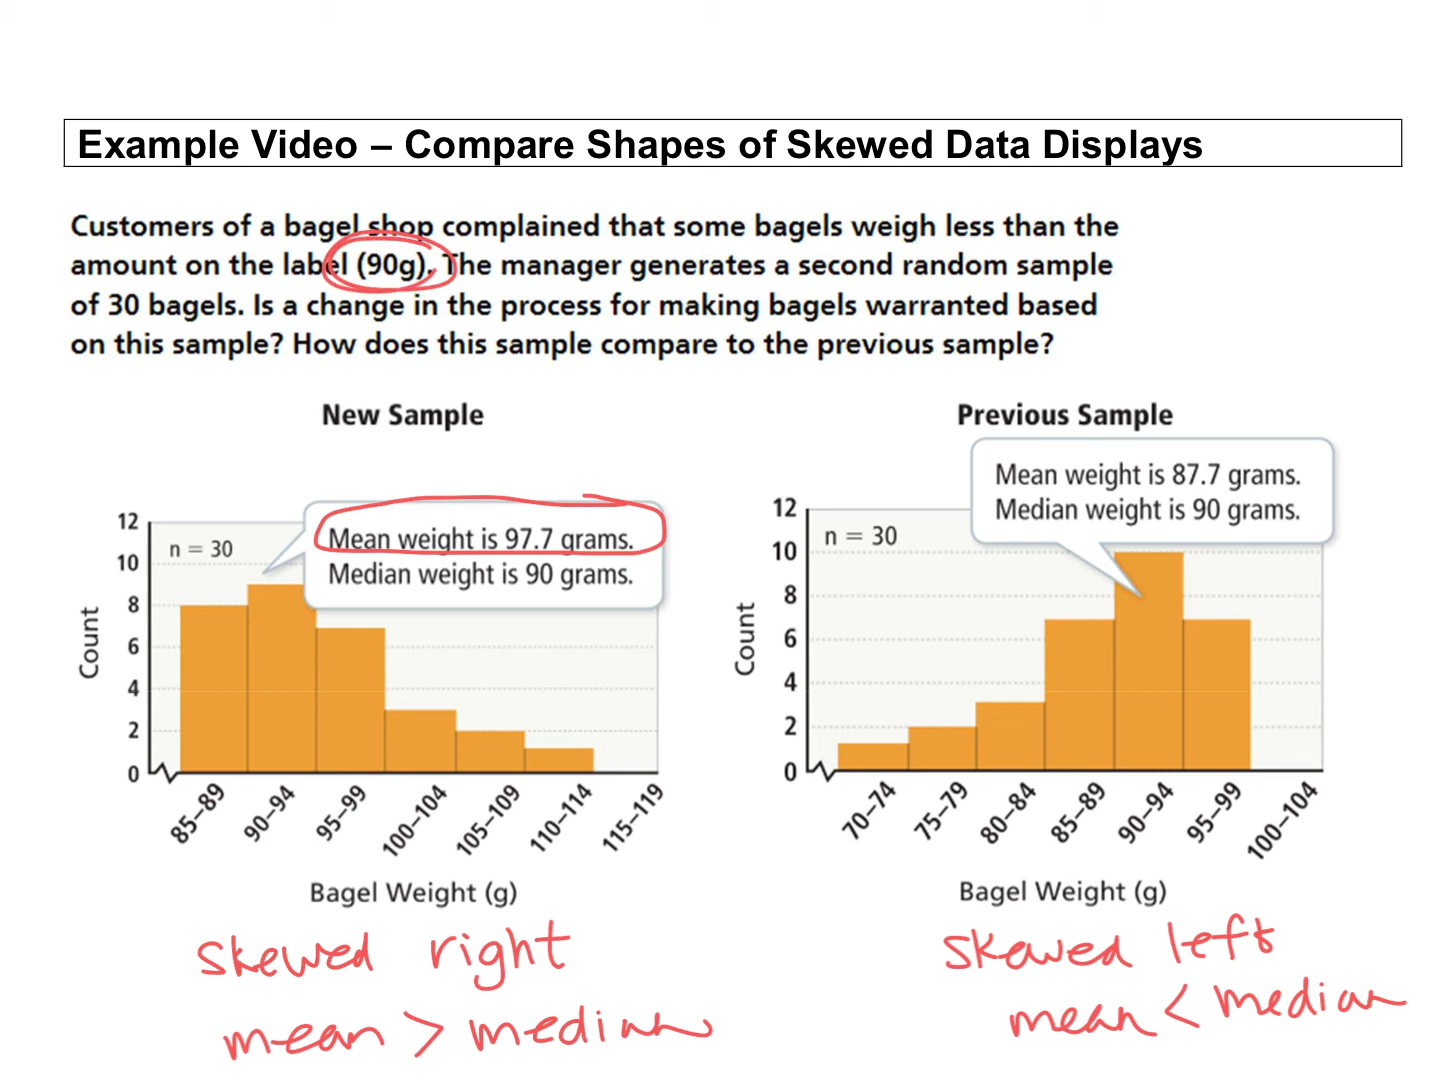 Example Video – Compare Shapes of Skewed Data Displays
Customers of a bagel shop complained that some bagels weigh less than the
amount on the label (90g). The manager generates a second random sample
of 30 bagels. Is a change in the process for making bagels warranted based
on this sample? How does this sample compare to the previous sample?
New Sample
Mean weight is 97.7 grams.
Median weight is 90 grams.
n = 30
Count
12
10
8
6
4
2
0
85–89
90–94
95–99
100–104
105–109
110–114
115–119
Bagel Weight (g)
skewed right
mean > median
Previous Sample
Mean weight is 87.7 grams.
Median weight is 90 grams.
n = 30
Count
12
10
8
6
4
2
0
70–74
75–79
80–84
85–89
90–94
95–99
100–104
Bagel Weight (g)
skewed left
mean < median